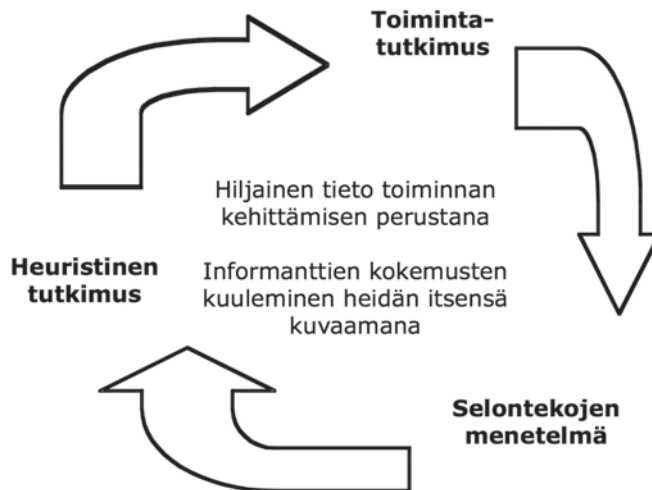 Toiminta-
tutkimus
Hiljainen tieto toiminnan
kehittämisen perustana
Heuristinen
tutkimus
Informanttien kokemusten
kuuleminen heidän itsensä
kuvaamana
Selontekojen
menetelmä